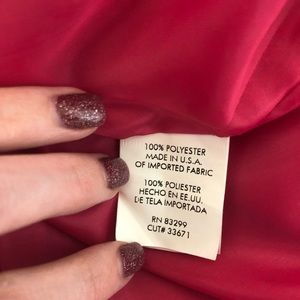 100% POLYESTER
MADE IN U.S.A.
OF IMPORTED FABRIC
100% POLIESTER
HECHO EN EE.UU.
DE TELA IMPORTADA
RN 83299
CUT# 33671